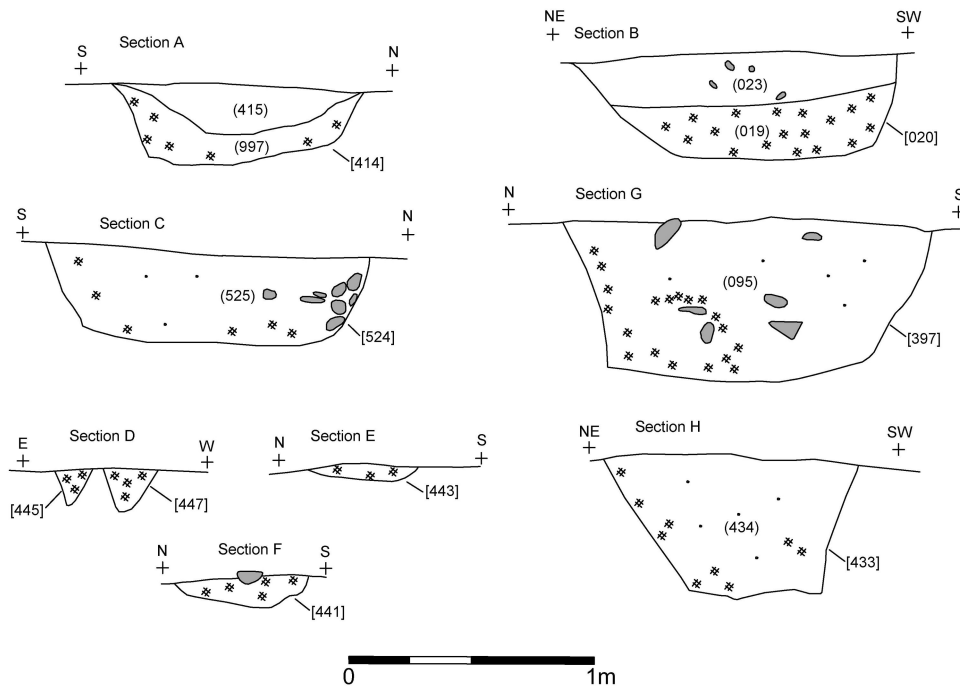 Section A
S
N
(415)
(997)
[414]
NE
SW
Section B
(023)
(019)
[020]
Section C
S
N
(525)
[524]
Section G
N
S
(095)
[397]
Section D
E
W
[445]
[447]
Section E
N
S
[443]
Section F
N
S
[441]
Section H
NE
SW
(434)
[433]
0
1m